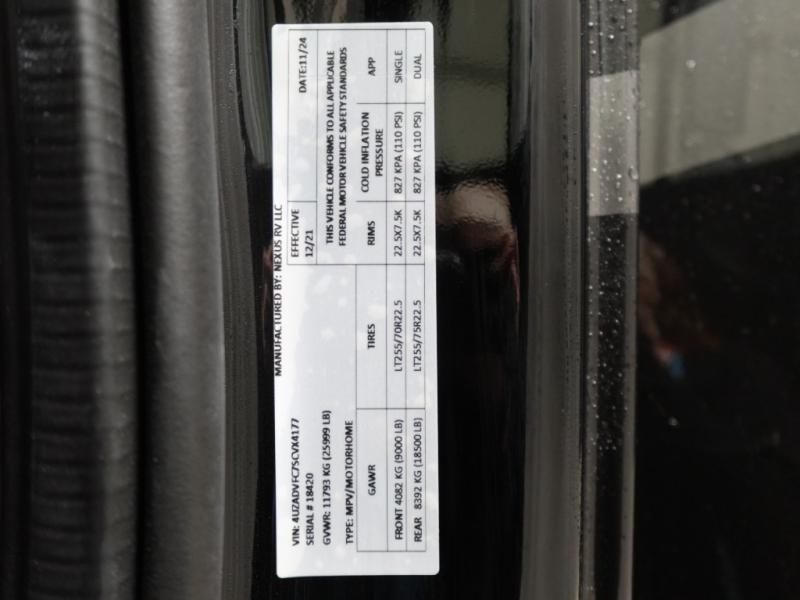 MANUFACTURED BY: NEXUS RV LLC
VIN: 4UZADVFC7SCVX4177
SERIAL # 18420
GVWR: 11793 KG (25999 LB)
TYPE: MPV/MOTORHOME
EFFECTIVE
12/21
DATE:11/24
THIS VEHICLE CONFORMS TO ALL APPLICABLE
FEDERAL MOTOR VEHICLE SAFETY STANDARDS
GAWR TIRES RIMS COLD INFLATION PRESSURE APP
FRONT 4082 KG (9000 LB) LT255/70R22.5 22.5X7.5K 827 KPA (110 PSI) SINGLE
REAR 8392 KG (18500 LB) LT255/75R22.5 22.5X7.5K 827 KPA (110 PSI) DUAL